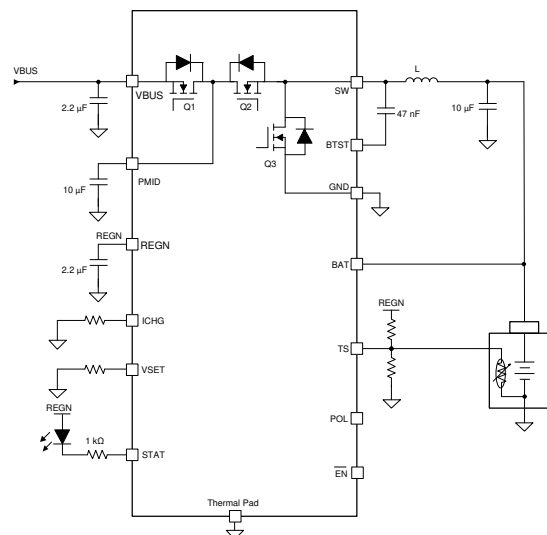 VBUS
2.2 µF
VBUS
Q1
Q2
SW
L
47 nF
10 µF
BTST
Q3
PMID
10 µF
GND
REGN
REGN
2.2 µF
BAT
ICHG
REGN
TS
VSET
REGN
POL
1 kΩ
STAT
EN
Thermal Pad